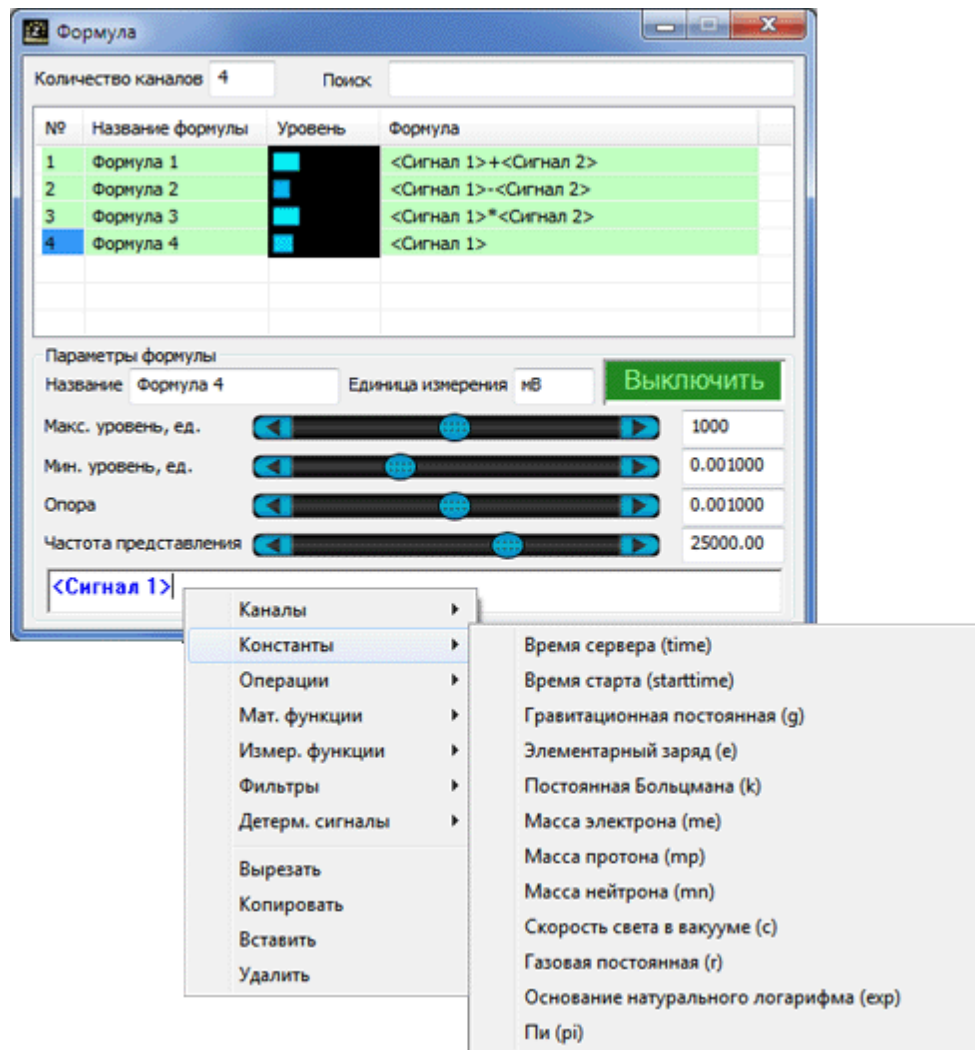 Формула
Количество каналов 4 Поиск
№ Название формулы Уровень Формула
1 Формула 1 <Сигнал 1>+<Сигнал 2>
2 Формула 2 <Сигнал 1>-<Сигнал 2>
3 Формула 3 <Сигнал 1>*<Сигнал 2>
4 Формула 4 <Сигнал 1>
Параметры формулы
Название Формула 4 Единица измерения мВ Выключить
Макс. уровень, ед. 1000
Мин. уровень, ед. 0.001000
Опора 0.001000
Частота представления 25000.00
<Сигнал 1>
Каналы
Константы
Операции
Мат. функции
Измер. функции
Фильтры
Детерм. сигналы
Вырезать
Копировать
Вставить
Удалить
Время сервера (time)
Время старта (starttime)
Гравитационная постоянная (g)
Элементарный заряд (e)
Постоянная Больцмана (k)
Масса электрона (me)
Масса протона (mp)
Масса нейтрона (mn)
Скорость света в вакууме (c)
Газовая постоянная (r)
Основание натурального логарифма (exp)
Пи (pi)